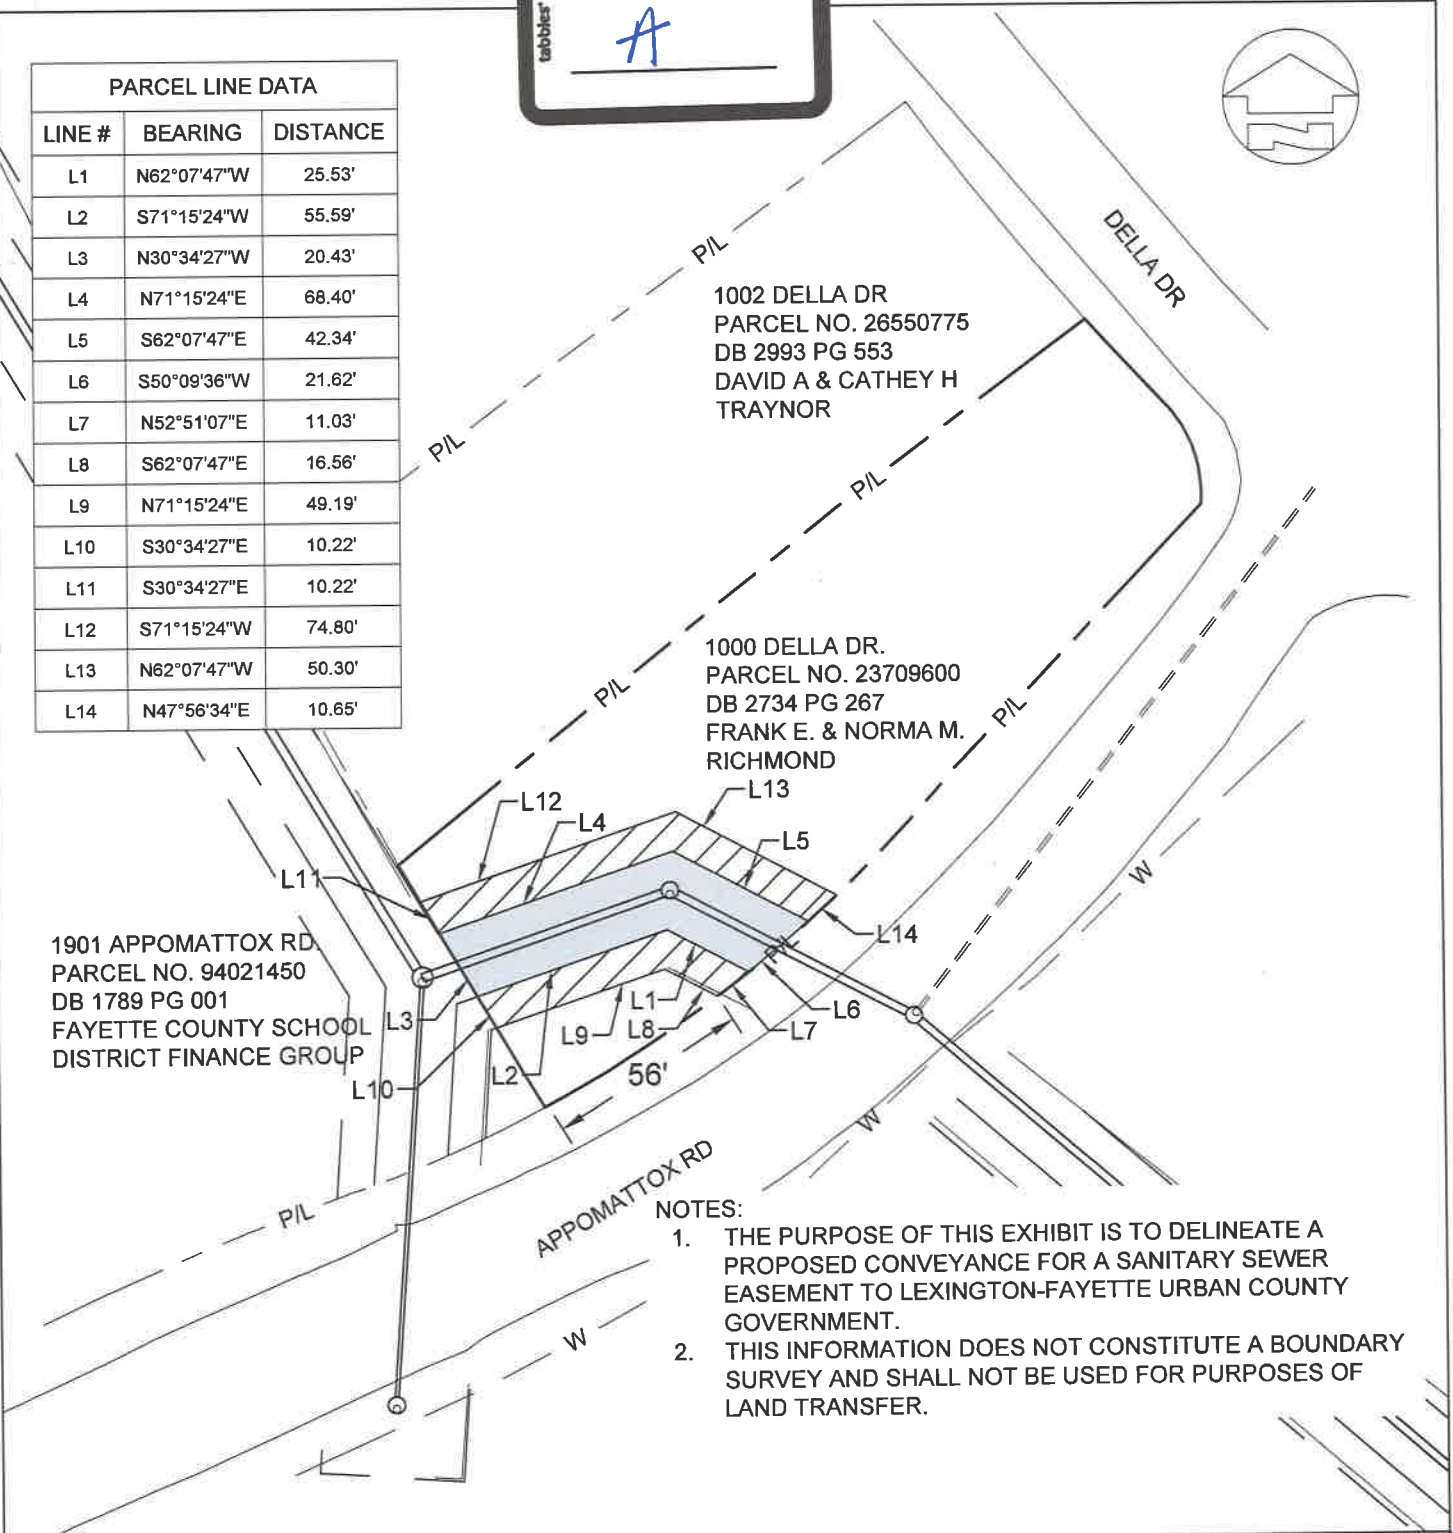 tabbies®
A
PARCEL LINE DATA
LINE # BEARING DISTANCE
L1 N62°07'47"W 25.53'
L2 S71°15'24"W 55.59'
L3 N30°34'27"W 20.43'
L4 N71°15'24"E 68.40'
L5 S62°07'47"E 42.34'
L6 S50°09'36"W 21.62'
L7 N52°51'07"E 11.03'
L8 S62°07'47"E 16.56'
L9 N71°15'24"E 49.19'
L10 S30°34'27"E 10.22'
L11 S30°34'27"E 10.22'
L12 S71°15'24"W 74.80'
L13 N62°07'47"W 50.30'
L14 N47°56'34"E 10.65'
DELLA DR
P/L
1002 DELLA DR
PARCEL NO. 26550775
DB 2993 PG 553
DAVID A & CATHEY H
TRAYNOR
P/L
P/L
1000 DELLA DR.
PARCEL NO. 23709600
DB 2734 PG 267
FRANK E. & NORMA M.
RICHMOND
P/L
P/L
L13
L12
L4
L5
W
L11
L14
P/L
1901 APPOMATTOX RD.
PARCEL NO. 94021450
DB 1789 PG 001
FAYETTE COUNTY SCHOOL
DISTRICT FINANCE GROUP
L3
L1
L6
L9
L8
L7
L2
56'
L10
W
P/L
APPOMATTOX RD
W
NOTES:
1. THE PURPOSE OF THIS EXHIBIT IS TO DELINEATE A
PROPOSED CONVEYANCE FOR A SANITARY SEWER
EASEMENT TO LEXINGTON-FAYETTE URBAN COUNTY
GOVERNMENT.
2. THIS INFORMATION DOES NOT CONSTITUTE A BOUNDARY
SURVEY AND SHALL NOT BE USED FOR PURPOSES OF
LAND TRANSFER.